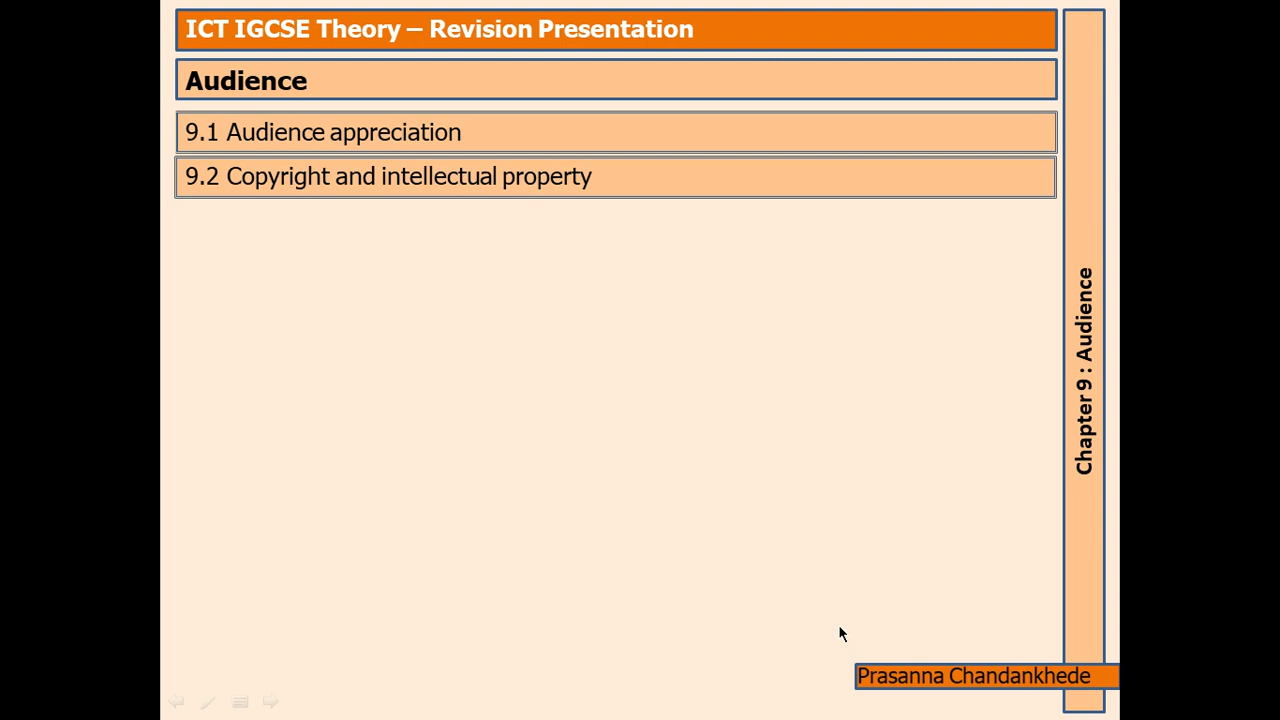 ICT IGCSE Theory – Revision Presentation
Audience
9.1 Audience appreciation
9.2 Copyright and intellectual property
Chapter 9 : Audience
Prasanna Chandankhede